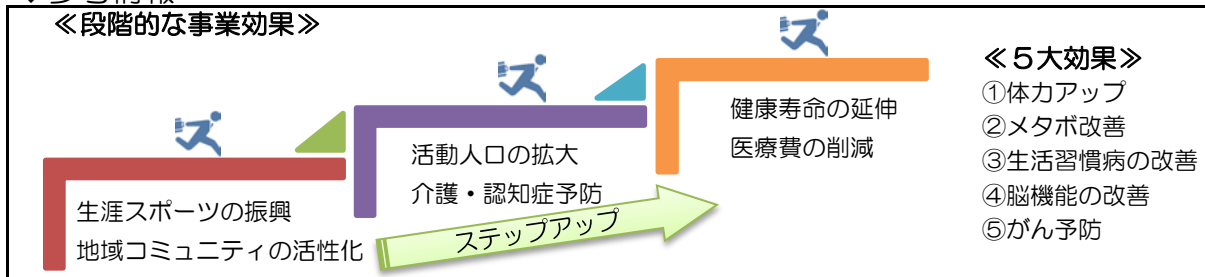 ≪段階的な事業効果≫
生涯スポーツの振興
地域コミュニティの活性化
活動人口の拡大
介護・認知症予防
ステップアップ
健康寿命の延伸
医療費の削減
≪５大効果≫
①体力アップ
②メタボ改善
③生活習慣病の改善
④脳機能の改善
⑤がん予防